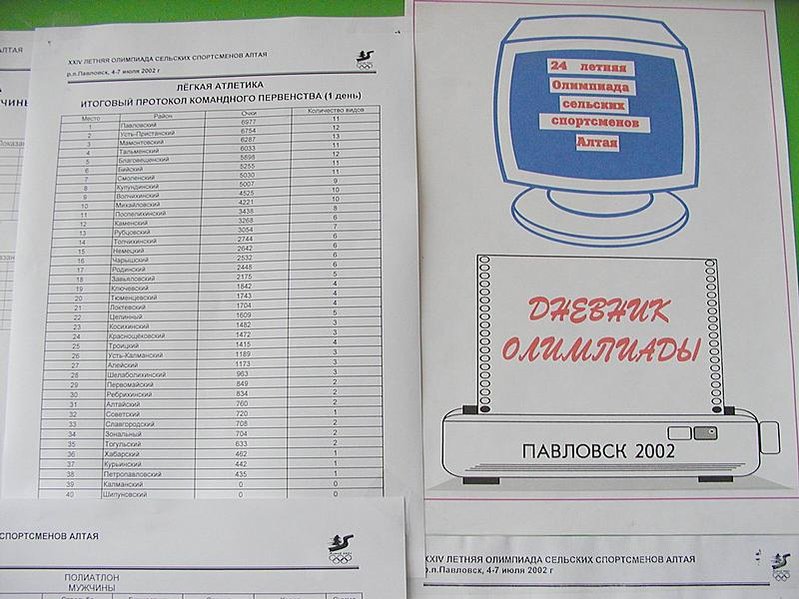 XXIV ЛЕТНЯЯ ОЛИМПИАДА СЕЛЬСКИХ СПОРТСМЕНОВ АЛТАЯ
р.п.Павловск, 4-7 июля 2002 г
ЛЁГКАЯ АТЛЕТИКА
ИТОГОВЫЙ ПРОТОКОЛ КОМАНДНОГО ПЕРВЕНСТВА (1 день)
Место Район Очки Количество видов
1 Павловский 6977 11
2 Усть-Пристанский 6754 12
3 Мамонтовский 6287 13
4 Тальменский 6033 11
5 Благовещенский 5898 12
6 Бийский 5255 11
7 Смоленский 5030 11
8 Кулундинский 5007 9
9 Волчихинский 4525 10
10 Михайловский 4221 10
11 Поспелихинский 3438 8
12 Каменский 3268 6
13 Рубцовский 3054 7
14 Топчихинский 2744 6
15 Немецкий 2642 6
16 Чарышский 2532 6
17 Родинский 2448 6
18 Завьяловский 2175 5
19 Ключевский 1842 4
20 Тюменцевский 1743 4
21 Локтевский 1704 4
22 Целинный 1609 5
23 Косихинский 1482 3
24 Краснощёковский 1472 3
25 Троицкий 1415 4
26 Усть-Калманский 1189 3
27 Алейский 1173 3
28 Шелаболихинский 963 3
29 Первомайский 849 2
30 Ребрихинский 834 2
31 Алтайский 760 2
32 Советский 720 1
33 Славгородский 708 2
34 Зональный 704 2
35 Тогульский 633 2
36 Хабарский 462 1
37 Курьинский 442 1
38 Петропавловский 435 1
39 Калманский 0 0
40 Шипуновский 0 0
СПОРТСМЕНОВ АЛТАЯ
ПОЛИАТЛОН
МУЖЧИНЫ
24 летняя
Олимпиада
сельских
спортсменов
Алтая
ДНЕВНИК
ОЛИМПИАДЫ
ПАВЛОВСК 2002
XXIV ЛЕТНЯЯ ОЛИМПИАДА СЕЛЬСКИХ СПОРТСМЕНОВ АЛТАЯ
р.п.Павловск, 4-7 июля 2002 г